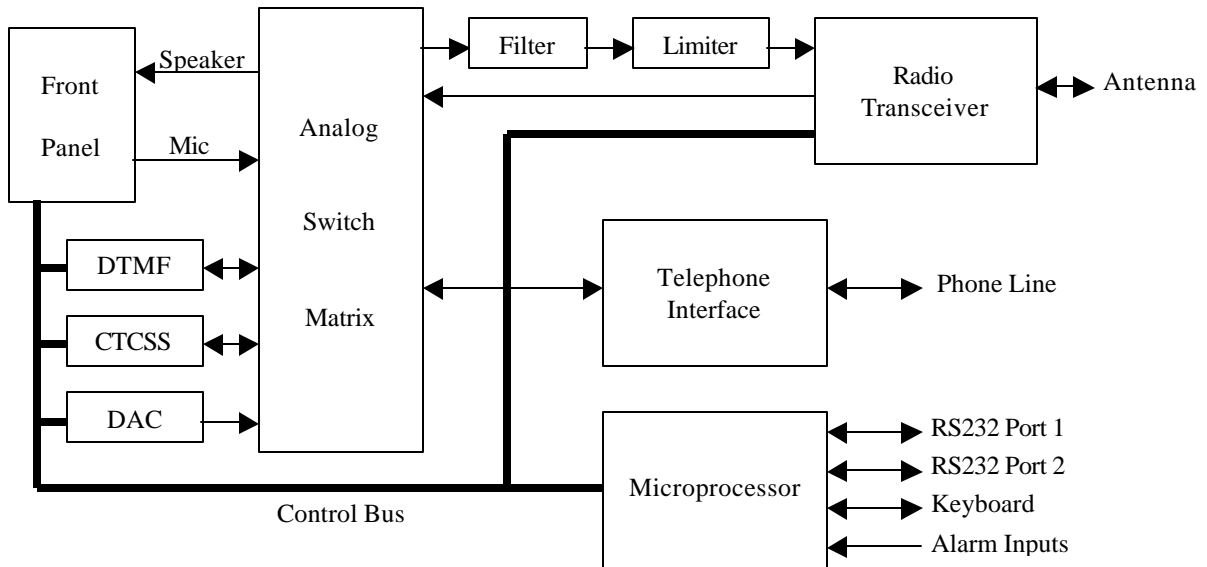 Filter
Limiter
Speaker
Front
Panel
Radio
Transceiver
Antenna
Analog
Switch
Matrix
Mic
DTMF
CTCSS
DAC
Telephone
Interface
Phone Line
Microprocessor
RS232 Port 1
RS232 Port 2
Keyboard
Alarm Inputs
Control Bus